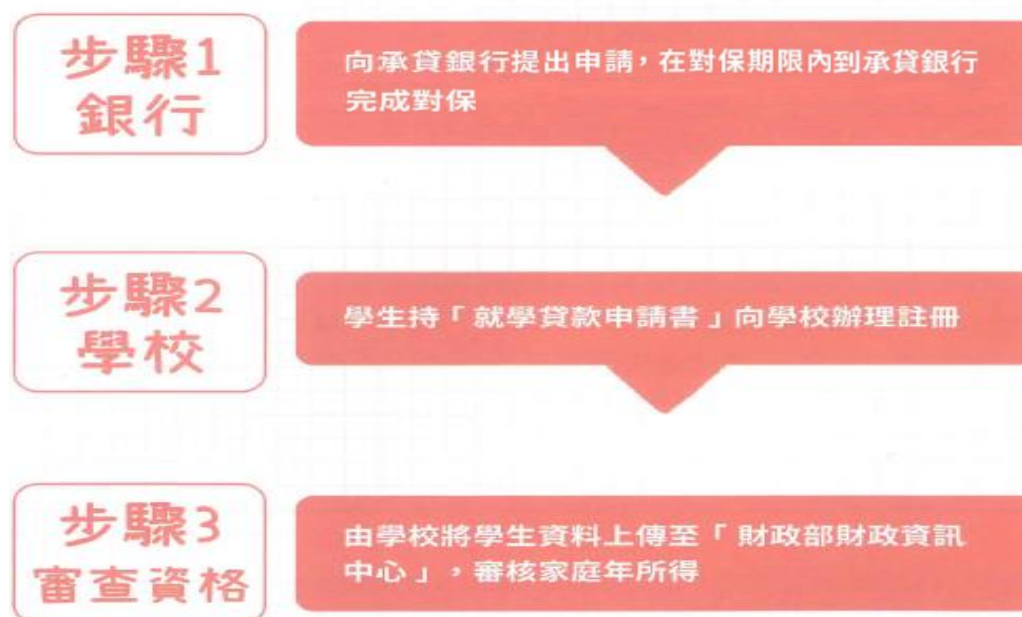 步驟1
銀行
向承貸銀行提出申請，在對保期限內到承貸銀行
完成對保
步驟2
學校
學生持「就學貸款申請書」向學校辦理註冊
步驟3
審查資格
由學校將學生資料上傳至「財政部財政資訊
中心」，審核家庭年所得